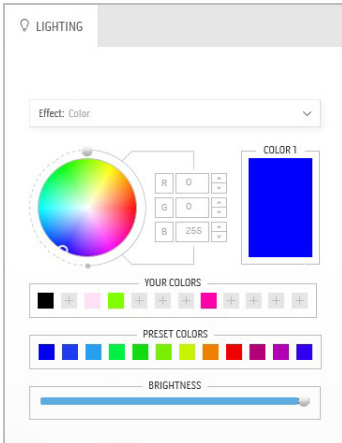 LIGHTING
Effect: Color
COLOR 1
R 0
G 0
B 255
YOUR COLORS
PRESET COLORS
BRIGHTNESS